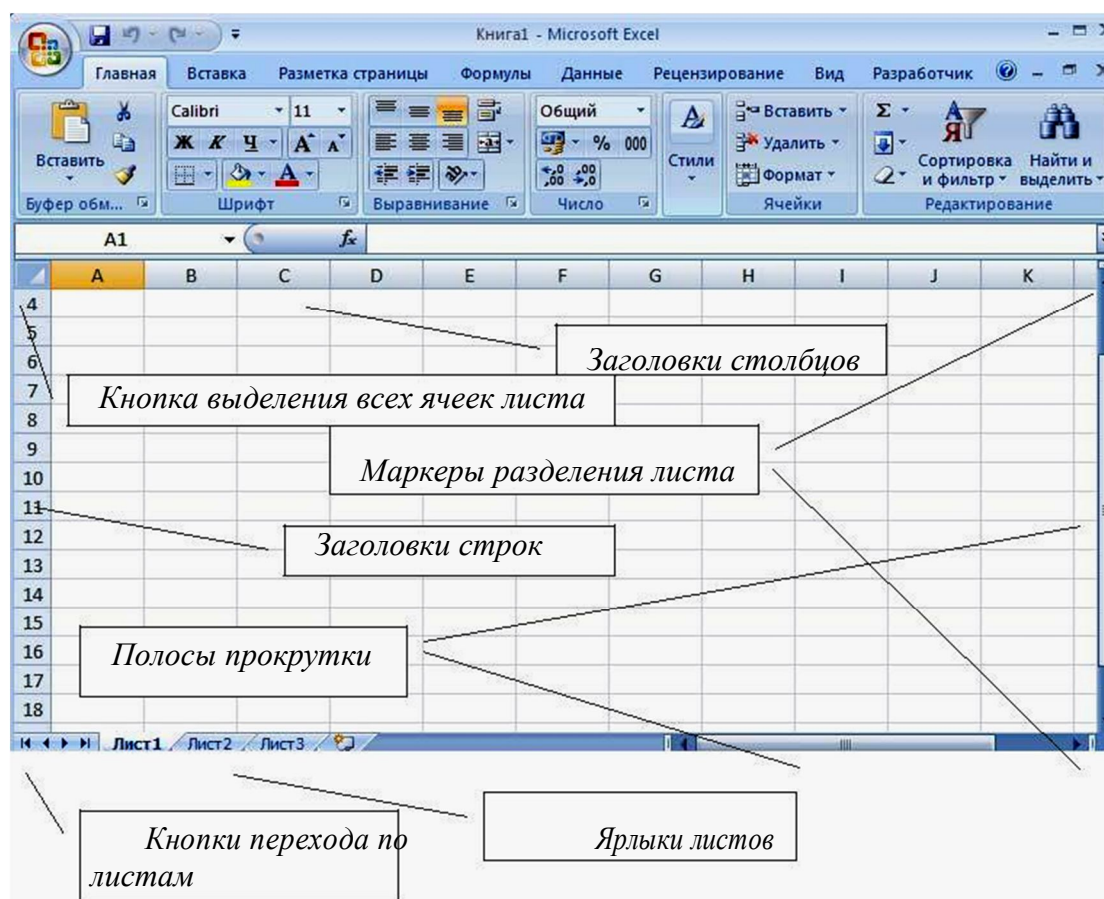 Книга1 - Microsoft Excel
Главная Вставка Разметка страницы Формулы Данные Рецензирование Вид Разработчик
Calibri 11 Общий Вставить Σ
Ж К Ч A A % 000 Удалить
Вставить Стили Формат Сортировка и фильтр Найти и выделить
Буфер обм... Шрифт Выравнивание Число Ячейки Редактирование
A1 fx
A B C D E F G H I J K
4
5
Заголовки столбцов
6
7
Кнопка выделения всех ячеек листа
8
9
Маркеры разделения листа
10
11
12
Заголовки строк
13
14
15
16
Полосы прокрутки
17
18
Лист1 Лист2 Лист3
Кнопки перехода по
листам
Ярлыки листов